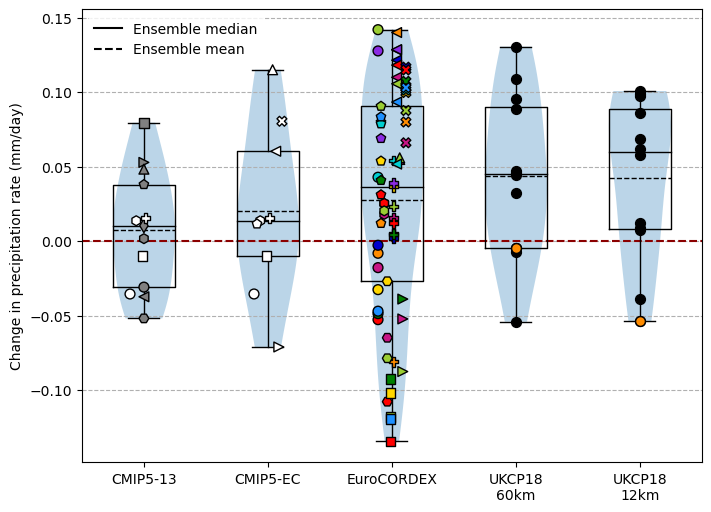 Ensemble median
Ensemble mean
Change in precipitation rate (mm/day)
0.15
0.10
0.05
0.00
−0.05
−0.10
CMIP5-13
CMIP5-EC
EuroCORDEX
UKCP18
60km
UKCP18
12km